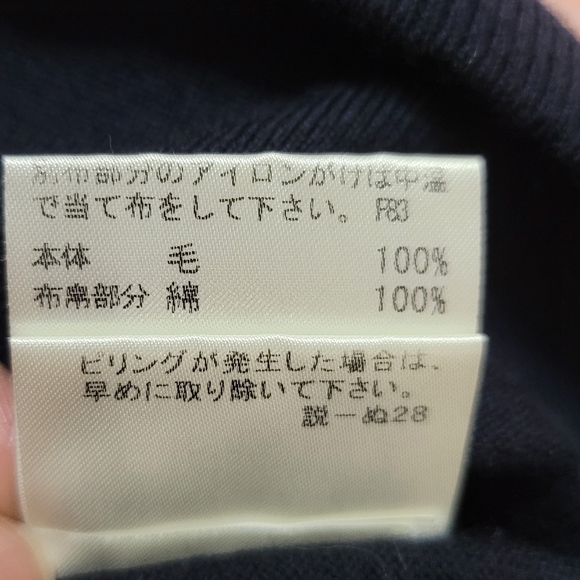 別布部分のアイロンがけは中温
で当て布をして下さい。 F83
本体 毛 100%
布帛部分 綿 100%
ピリングが発生した場合は、
早めに取り除いて下さい。
説ーぬ28